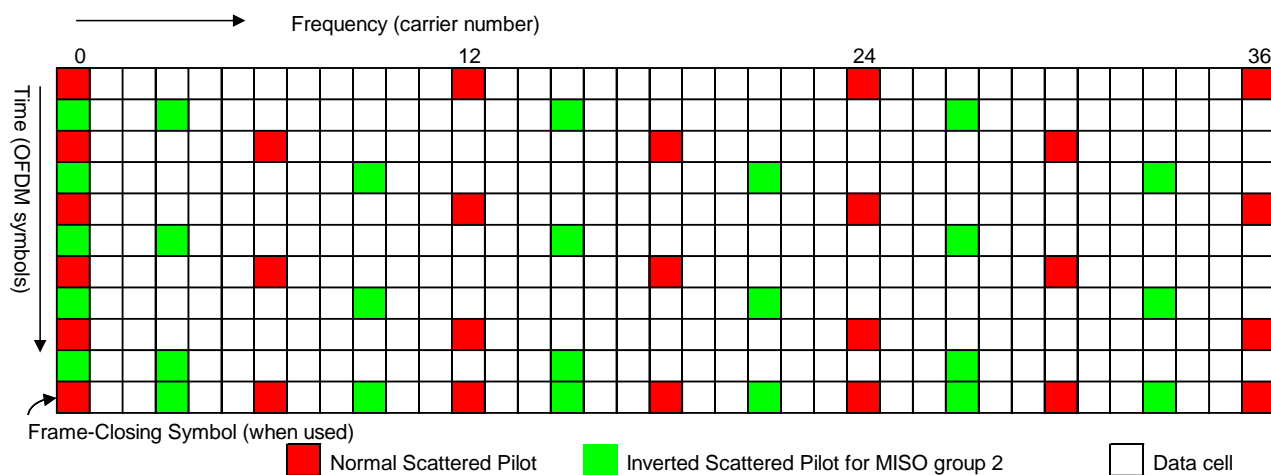 Frequency (carrier number)
0 12 24 36
Time (OFDM symbols)
Frame-Closing Symbol (when used)
Normal Scattered Pilot Inverted Scattered Pilot for MISO group 2 Data cell